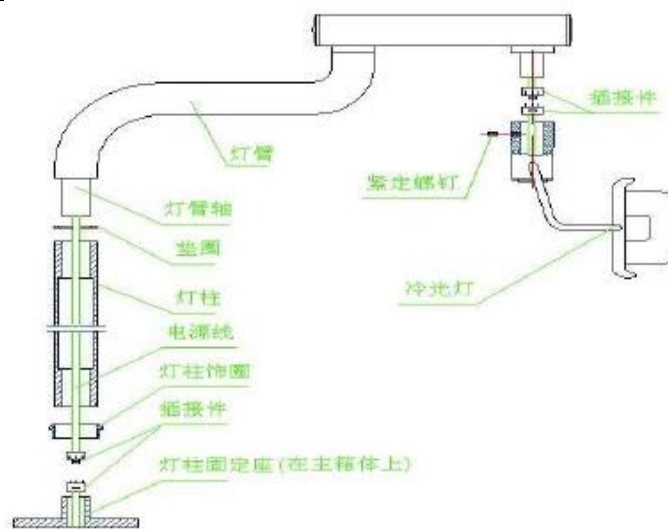 插接件
灯臂
紧定螺钉
灯臂轴
垫圈
冷光灯
灯柱
电源线
灯柱饰圈
插接件
灯柱固定座(在主箱体上)